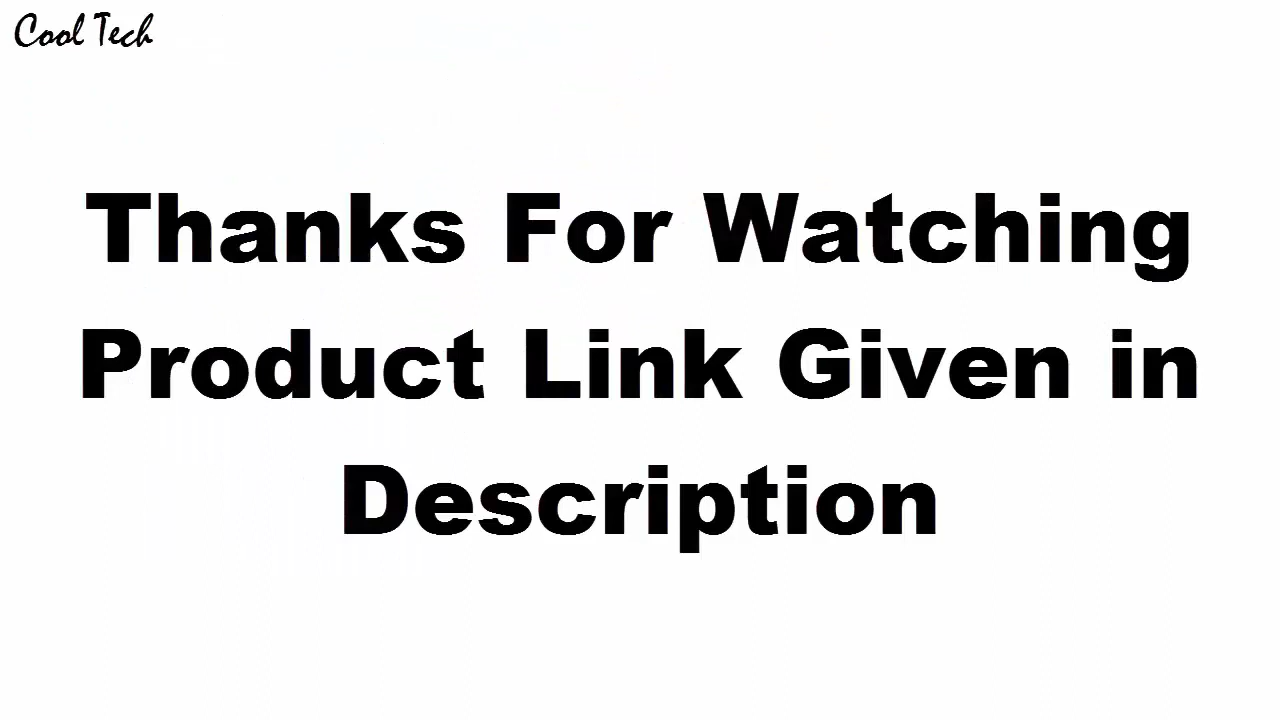 Cool Tech
Thanks For Watching
Product Link Given in
Description